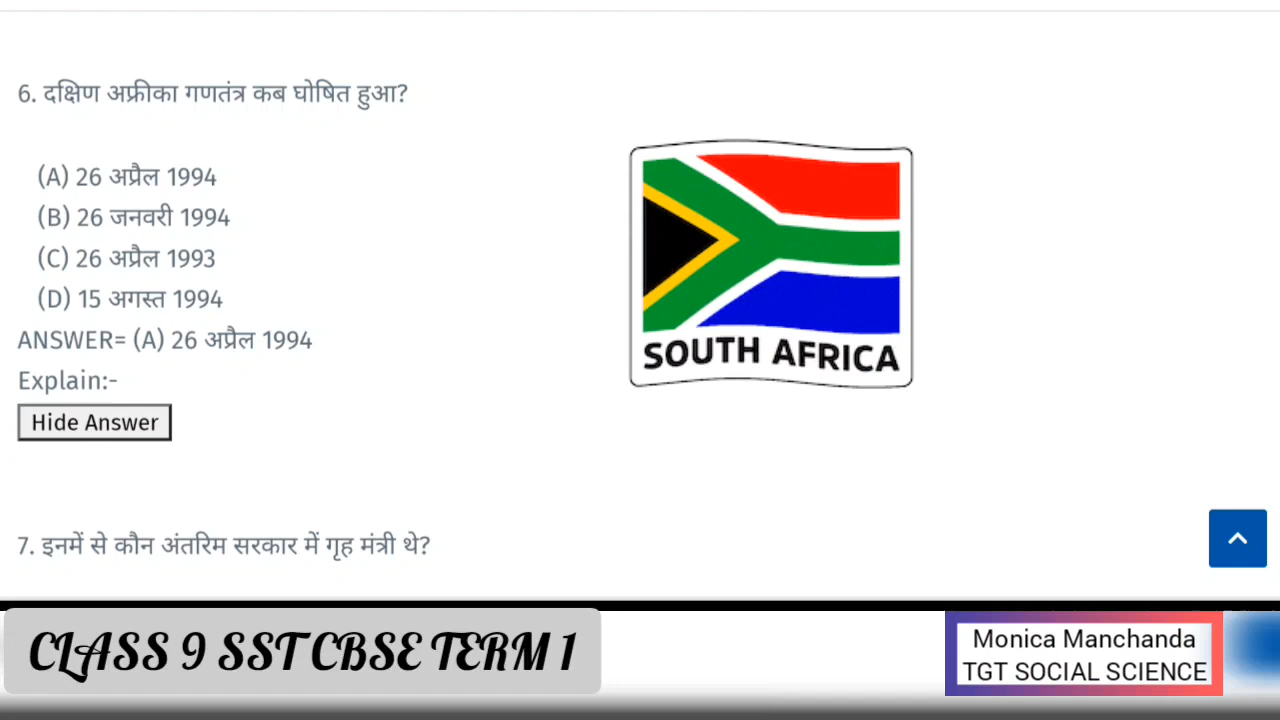 6. दक्षिण अफ्रीका गणतंत्र कब घोषित हुआ?
(A) 26 अप्रैल 1994
(B) 26 जनवरी 1994
(C) 26 अप्रैल 1993
(D) 15 अगस्त 1994
ANSWER= (A) 26 अप्रैल 1994
Explain:-
Hide Answer
SOUTH AFRICA
7. इनमें से कौन अंतरिम सरकार में गृह मंत्री थे?
CLASS 9 SST CBSE TERM 1
Monica Manchanda
TGT SOCIAL SCIENCE